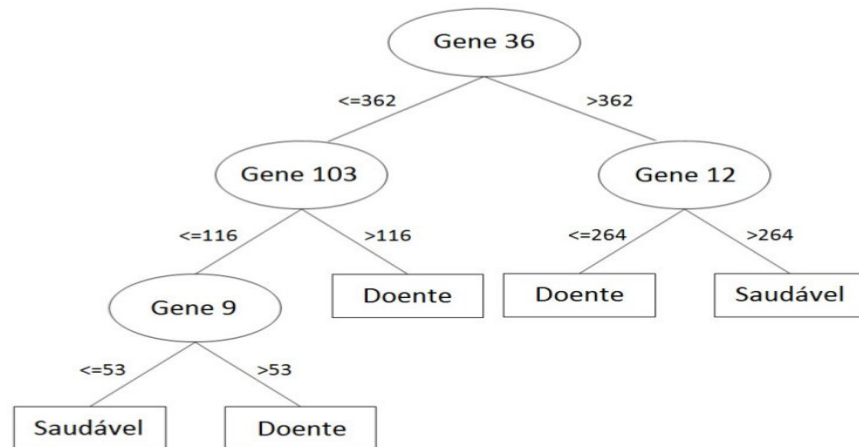 Gene 36
<=362
>362
Gene 103
Gene 12
<=116
>116
<=264
>264
Gene 9
Doente
Doente
Saudável
<=53
>53
Saudável
Doente